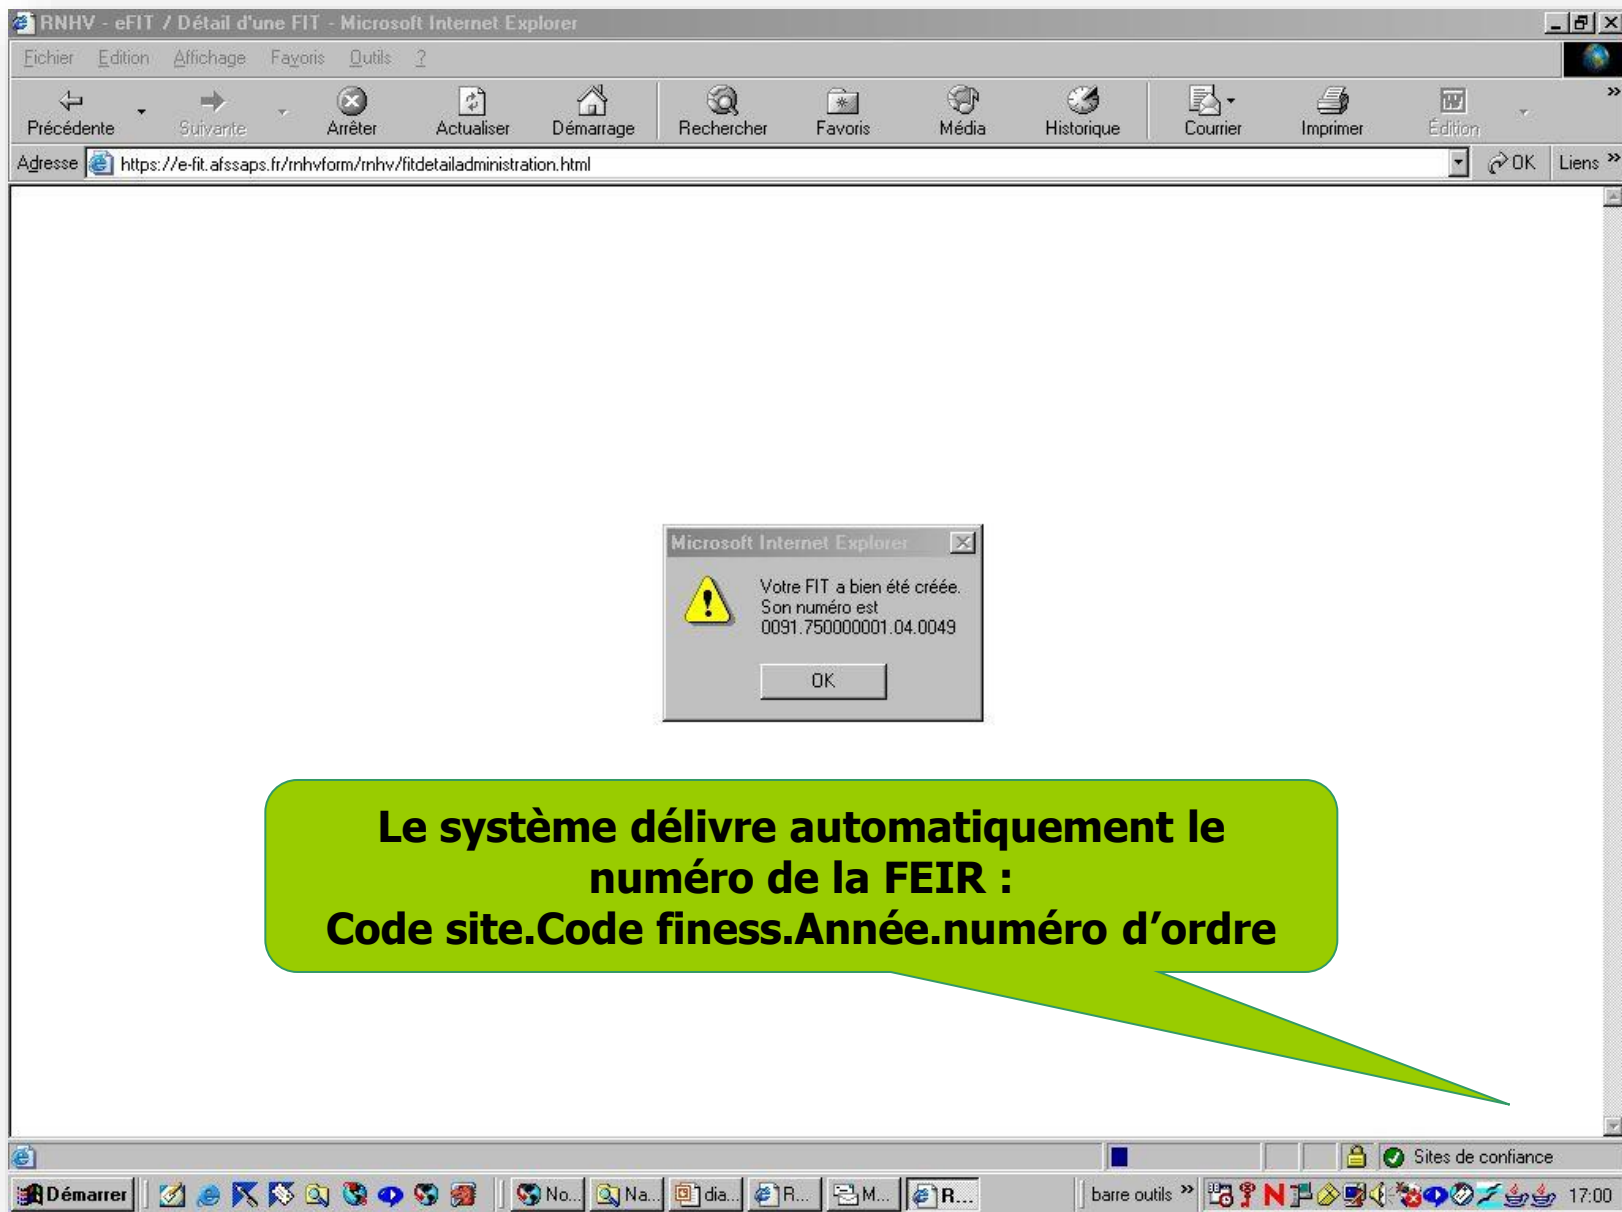 RNHV - eFIT / Détail d'une FIT - Microsoft Internet Explorer
Fichier Edition Affichage Favoris Outils ?
Précédente Suivante Arrêter Actualiser Démarrage Rechercher Favoris Média Historique Courrier Imprimer Édition »
Adresse https://e-fit.afssaps.fr/rnhvform/rnhv/fitdetailadministration.html OK Liens »
Microsoft Internet Explorer
Votre FIT a bien été créée.
Son numéro est
0091.750000001.04.0049
OK
Le système délivre automatiquement le
numéro de la FEIR :
Code site.Code finess.Année.numéro d’ordre
Sites de confiance
Démarrer No... Na... dia... R... M... R... barre outils » 17:00